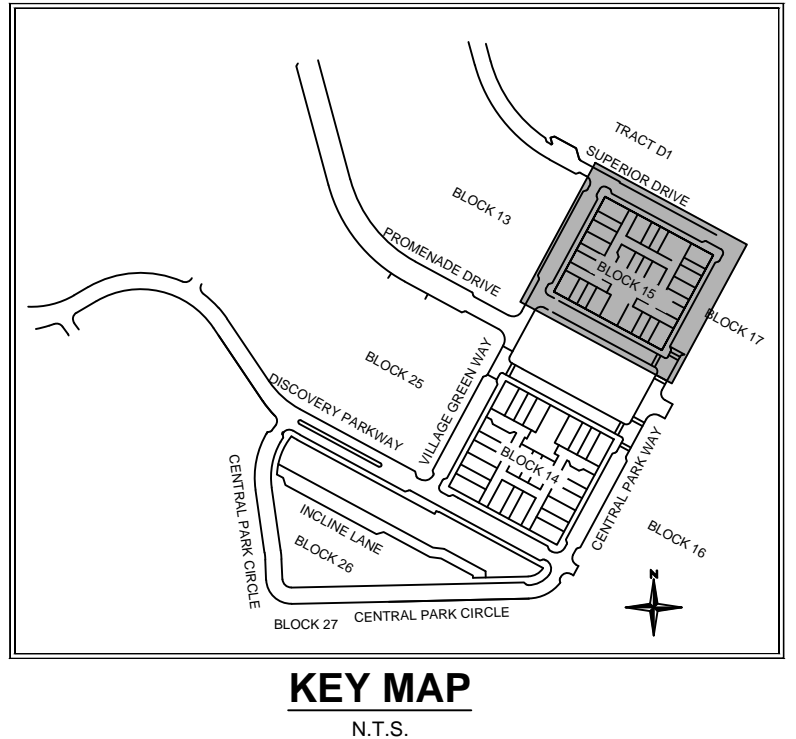 TRACT D1
SUPERIOR DRIVE
BLOCK 13
PROMENADE DRIVE
BLOCK 15
BLOCK 17
BLOCK 25
VILLAGE GREEN WAY
DISCOVERY PARKWAY
BLOCK 14
CENTRAL PARK WAY
CENTRAL PARK CIRCLE
INCLINE LANE
BLOCK 16
BLOCK 26
N
CENTRAL PARK CIRCLE
BLOCK 27
KEY MAP
N.T.S.